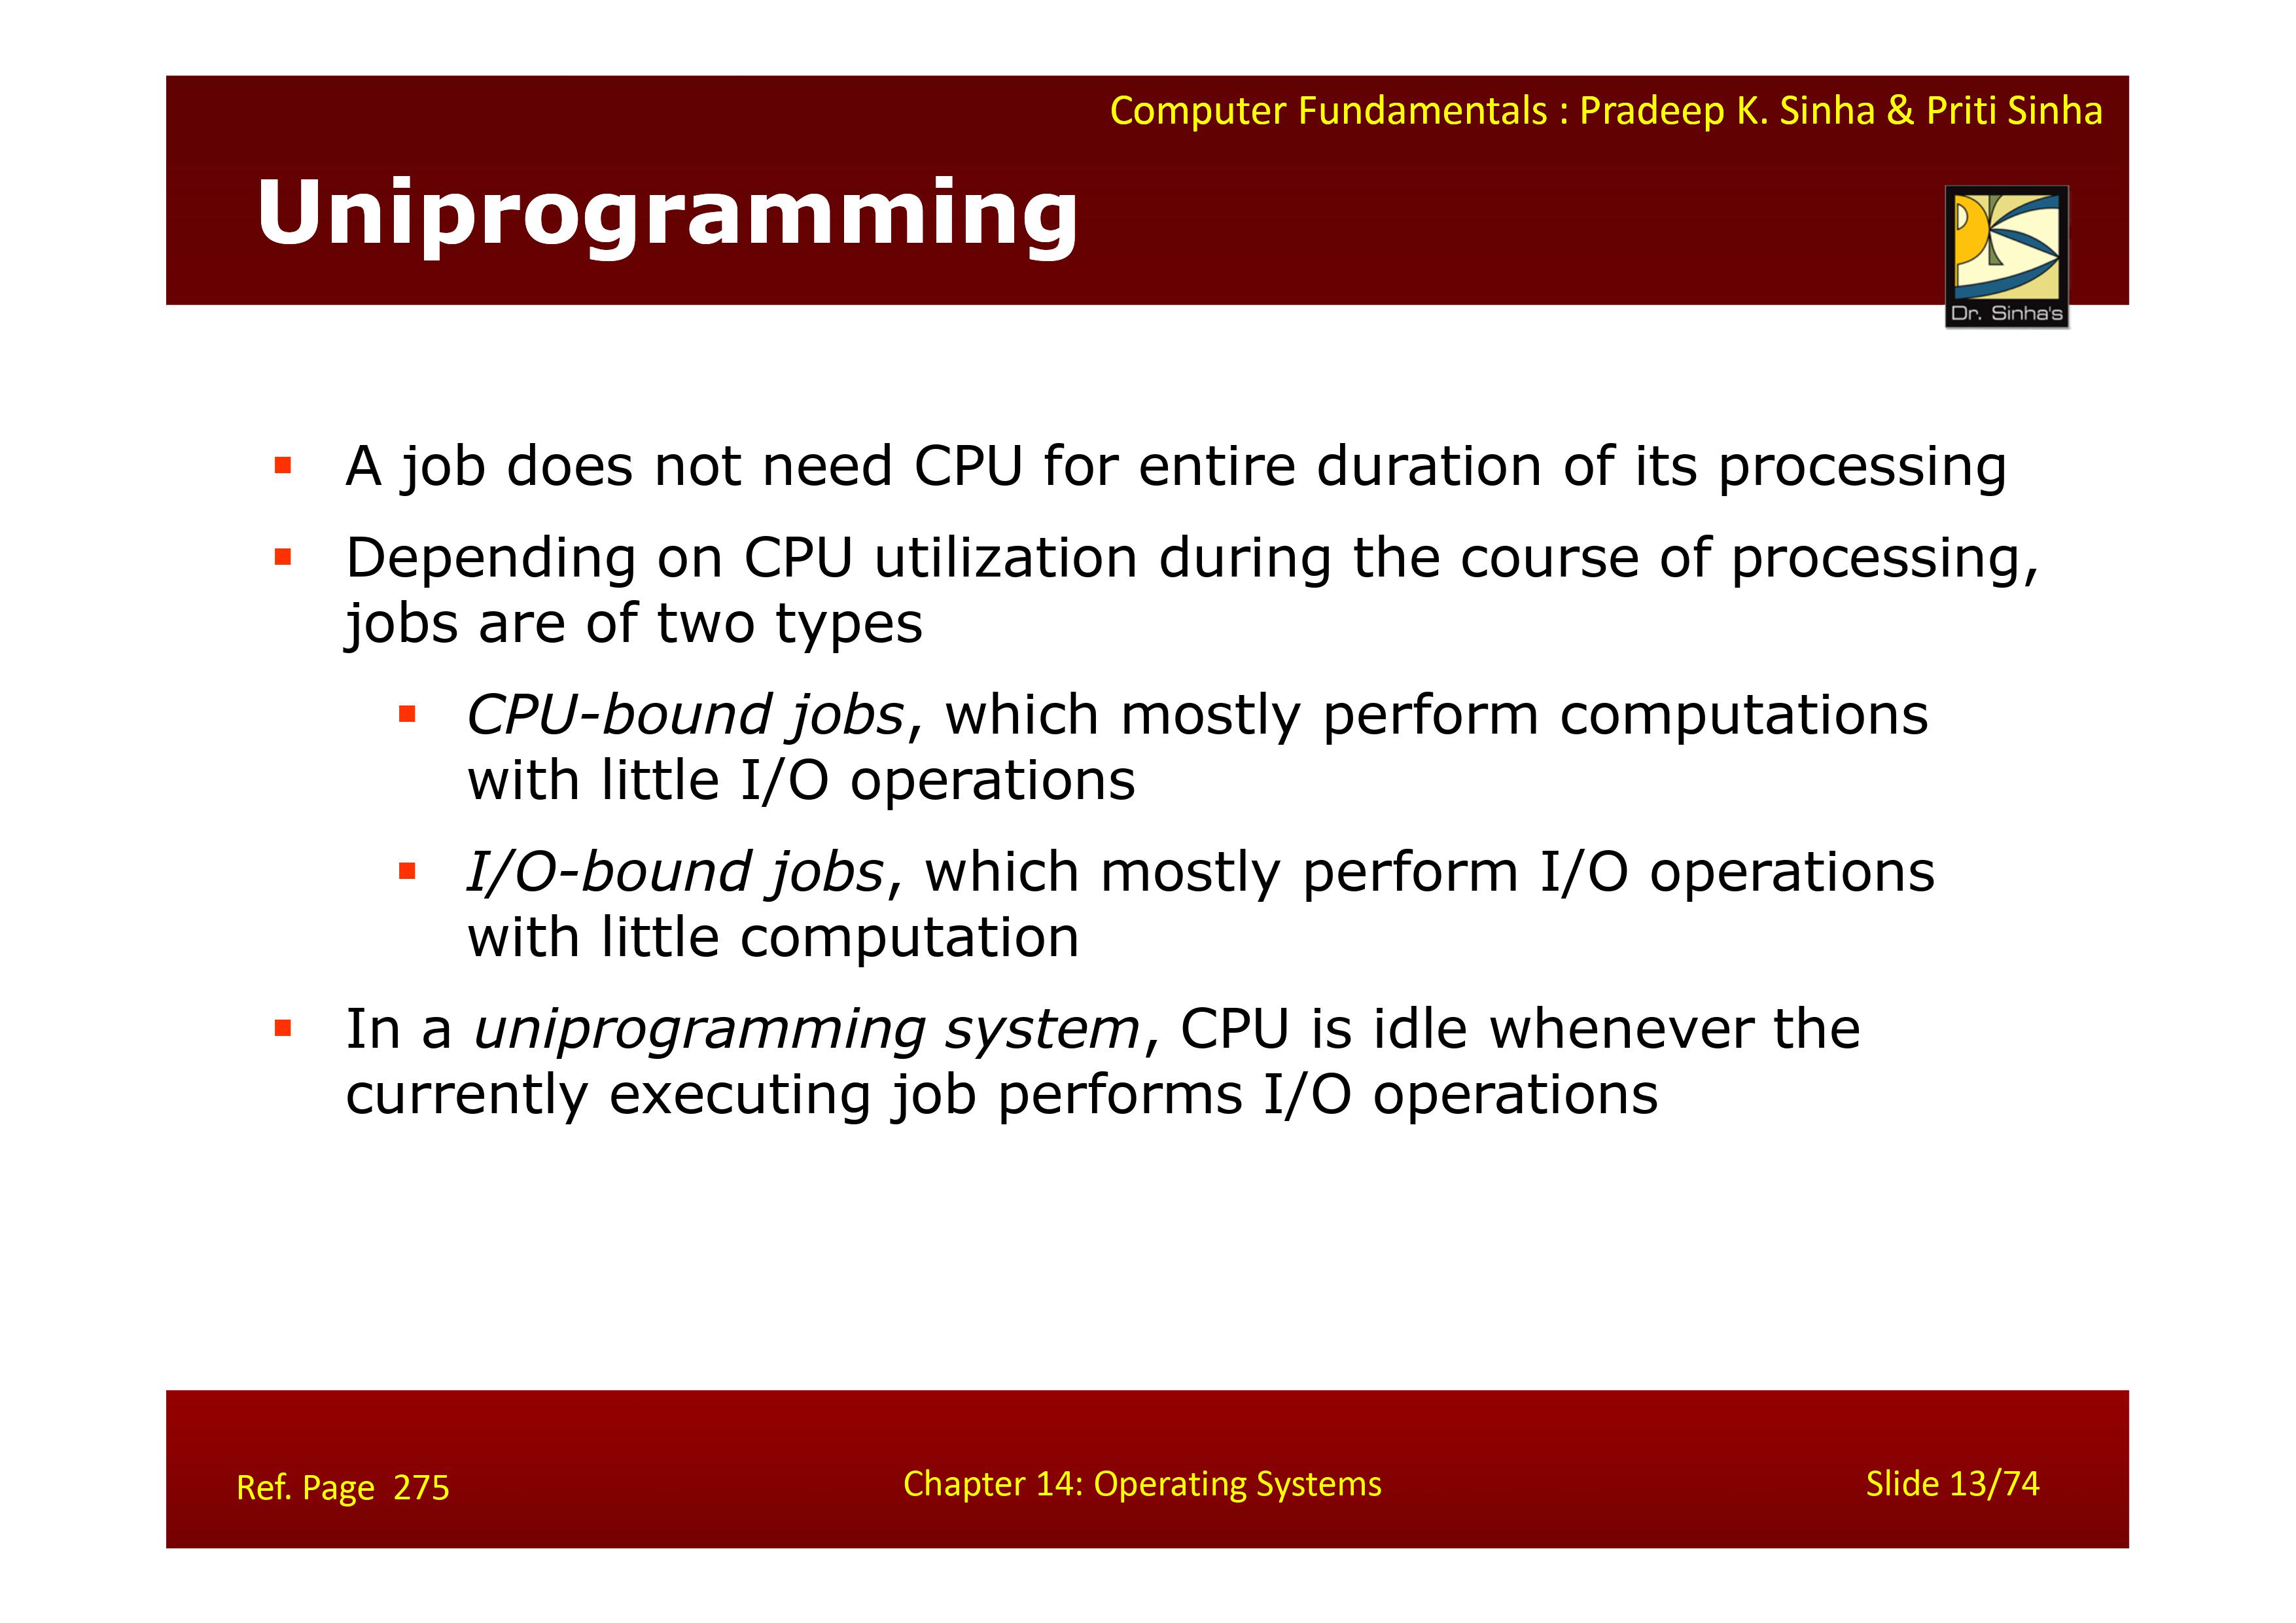 Computer Fundamentals : Pradeep K. Sinha & Priti Sinha
Uniprogramming
Dr. Sinha's
▪ A job does not need CPU for entire duration of its processing
▪ Depending on CPU utilization during the course of processing,
jobs are of two types
▪ CPU-bound jobs, which mostly perform computations
with little I/O operations
▪ I/O-bound jobs, which mostly perform I/O operations
with little computation
▪ In a uniprogramming system, CPU is idle whenever the
currently executing job performs I/O operations
Ref. Page 275
Chapter 14: Operating Systems
Slide 13/74